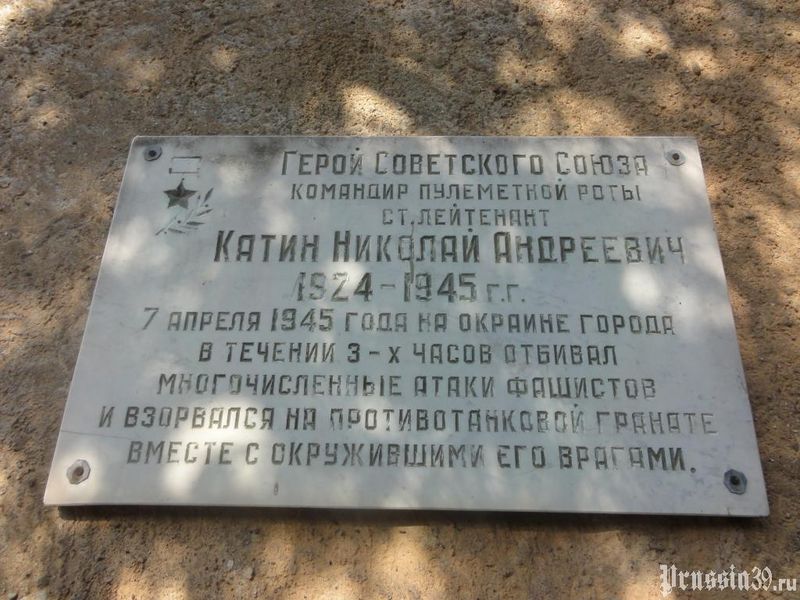 Герой Советского Союза
командир пулеметной роты
ст.лейтенант
Катин Николай Андреевич
1924-1945 г.г.
7 апреля 1945 года на окраине города
в течении 3-х часов отбивал
многочисленные атаки фашистов
и взорвался на противотанковой гранате
вместе с окружившими его врагами.
Prussia39.ru